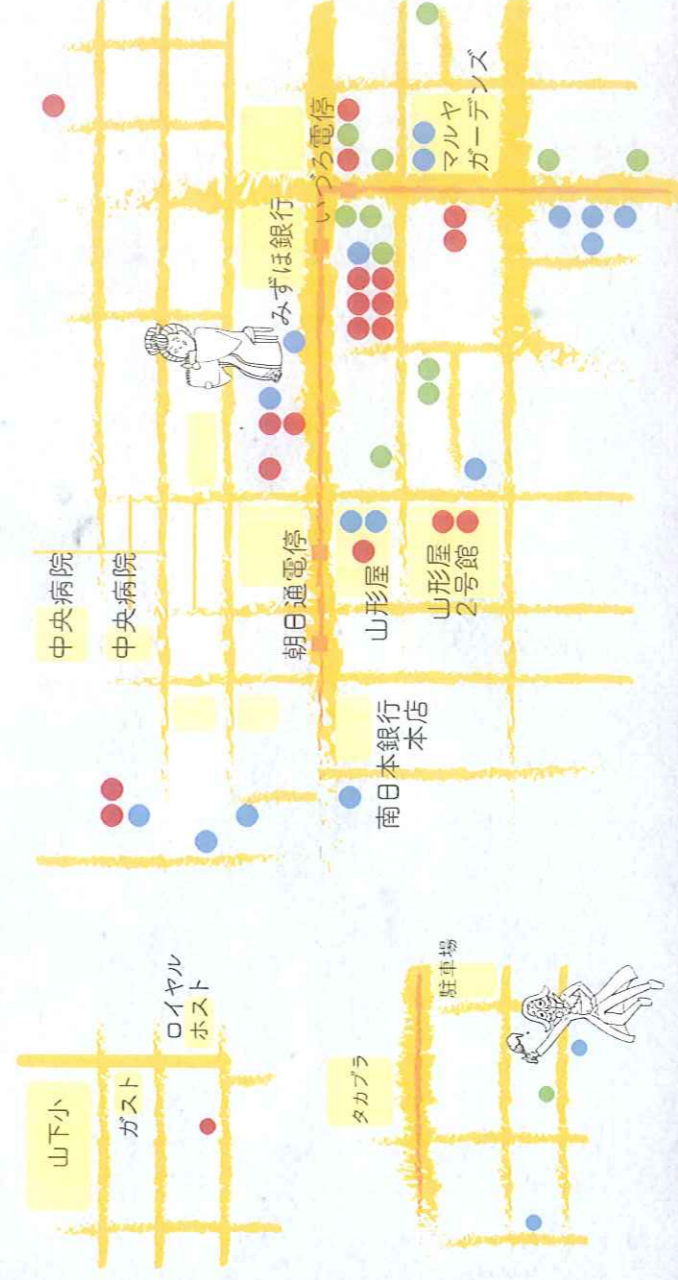 中央病院
中央病院
みずほ銀行
いづろ電停
朝日通電停
山形屋
山形屋
2号館
マルヤ
ガーデンズ
南日本銀行
本店
山下小
ガスト
ロイヤル
ホスト
タカプラ
駐車場